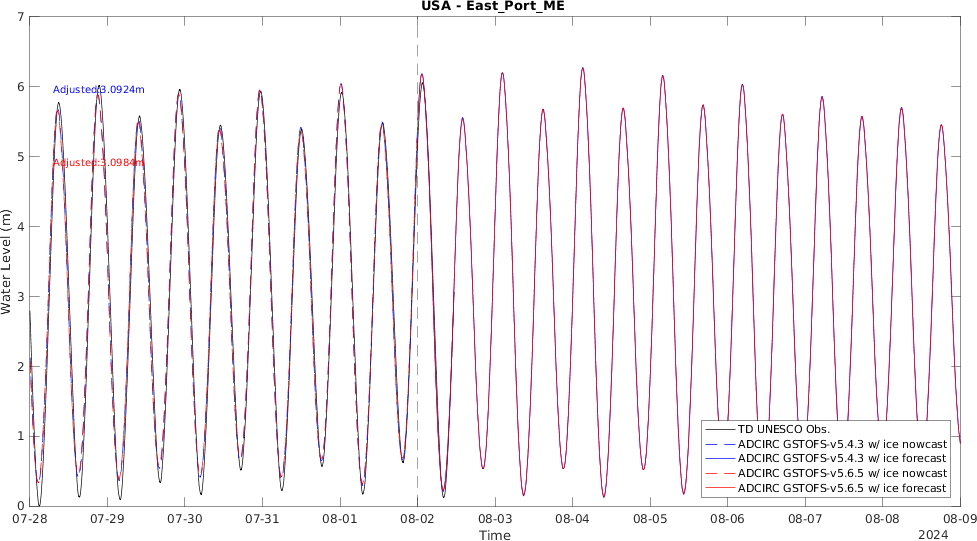 USA - East_Port_ME
7
6
5
4
3
2
1
0
Water Level (m)
Adjusted:3.0924m
Adjusted:3.0984m
TD UNESCO Obs.
ADCIRC GSTOFS-v5.4.3 w/ ice nowcast
ADCIRC GSTOFS-v5.4.3 w/ ice forecast
ADCIRC GSTOFS-v5.6.5 w/ ice nowcast
ADCIRC GSTOFS-v5.6.5 w/ ice forecast
07-28 07-29 07-30 07-31 08-01 08-02 08-03 08-04 08-05 08-06 08-07 08-08 08-09
Time
2024